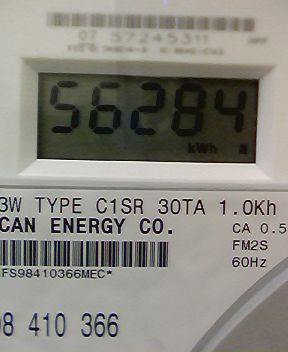 07 57245311
56284
kWh
3W TYPE C1SR 30TA 1.0Kh
CAN ENERGY CO.
CA 0.5
FM2S
60Hz
FS98410366MEC*
98 410 366